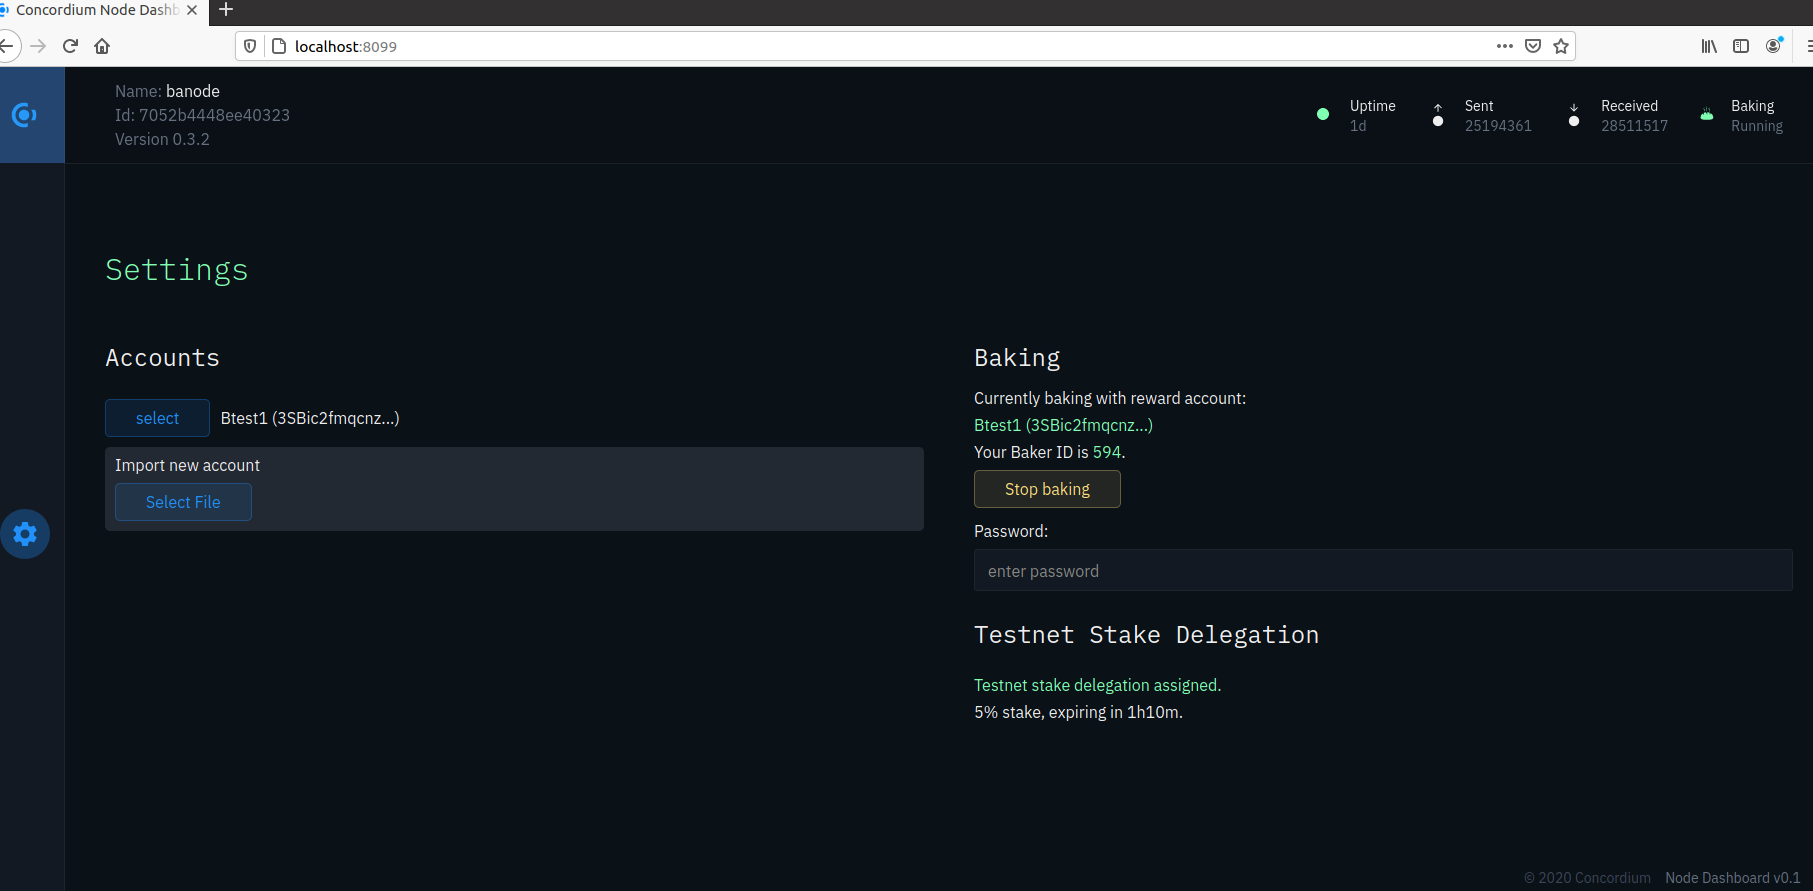 Concordium Node Dashb
localhost:8099
Name: banode
Id: 7052b4448ee40323
Version 0.3.2
Uptime
1d
Sent
25194361
Received
28511517
Baking
Running
Settings
Accounts
select
Btest1 (3SBic2fmqcnz...)
Import new account
Select File
Baking
Currently baking with reward account:
Btest1 (3SBic2fmqcnz...)
Your Baker ID is 594.
Stop baking
Password:
enter password
Testnet Stake Delegation
Testnet stake delegation assigned.
5% stake, expiring in 1h10m.
© 2020 Concordium Node Dashboard v0.1